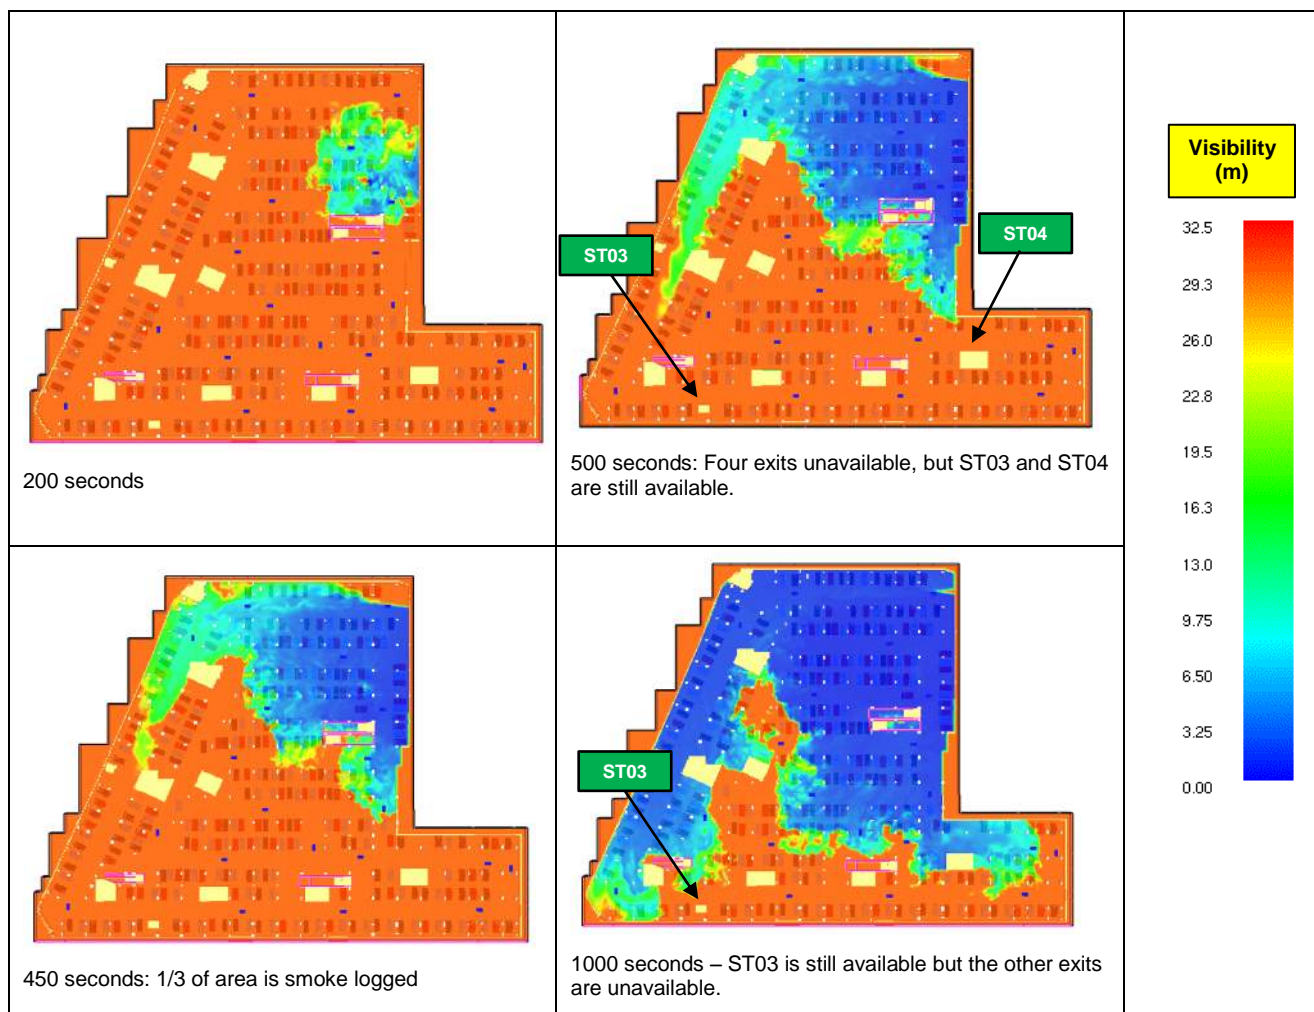 200 seconds
ST03
ST04
500 seconds: Four exits unavailable, but ST03 and ST04
are still available.
450 seconds: 1/3 of area is smoke logged
ST03
1000 seconds – ST03 is still available but the other exits
are unavailable.
Visibility
(m)
32.5
29.3
26.0
22.8
19.5
16.3
13.0
9.75
6.50
3.25
0.00